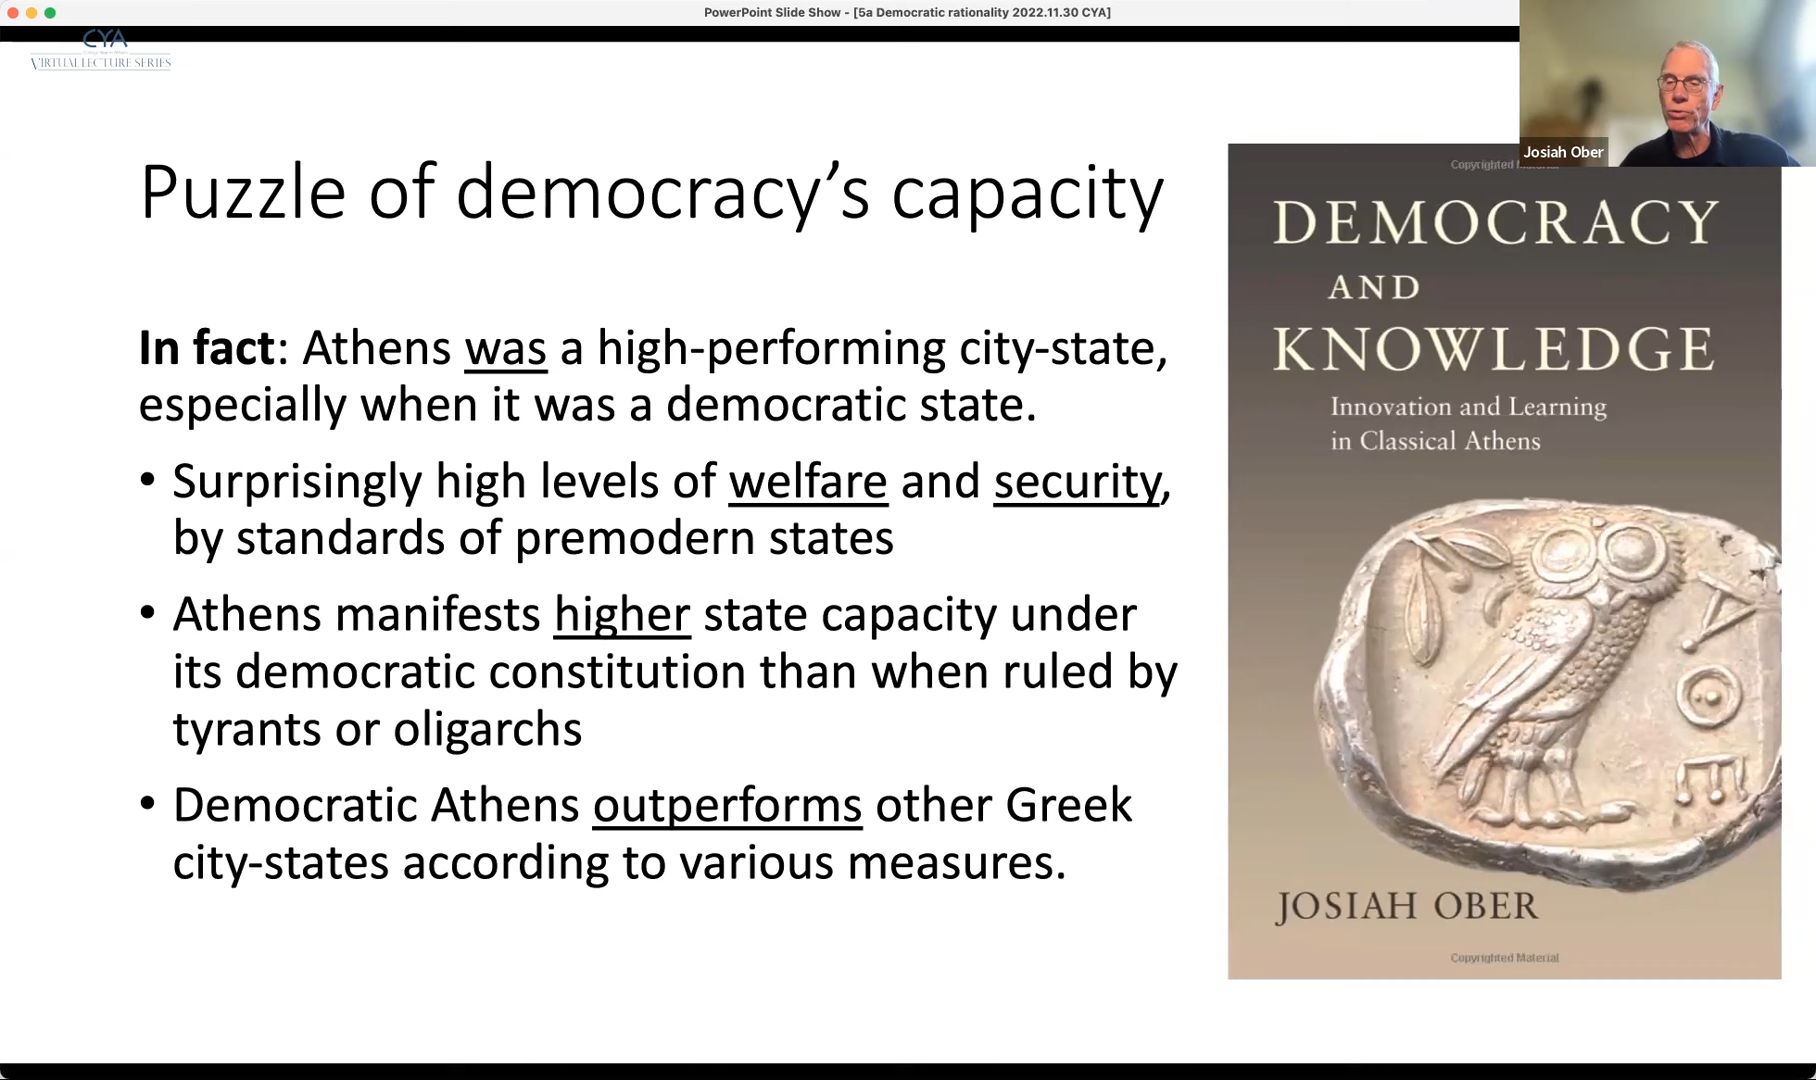 PowerPoint Slide Show - [5a Democratic rationality 2022.11.30 CYA]
CYA
VIRTUAL LECTURE SERIES
Josiah Ober
Puzzle of democracy’s capacity
In fact: Athens was a high-performing city-state,
especially when it was a democratic state.
• Surprisingly high levels of welfare and security,
by standards of premodern states
• Athens manifests higher state capacity under
its democratic constitution than when ruled by
tyrants or oligarchs
• Democratic Athens outperforms other Greek
city-states according to various measures.
Copyrighted
DEMOCRACY
AND
KNOWLEDGE
Innovation and Learning
in Classical Athens
ΑΘΕ
JOSIAH OBER
Copyrighted Material